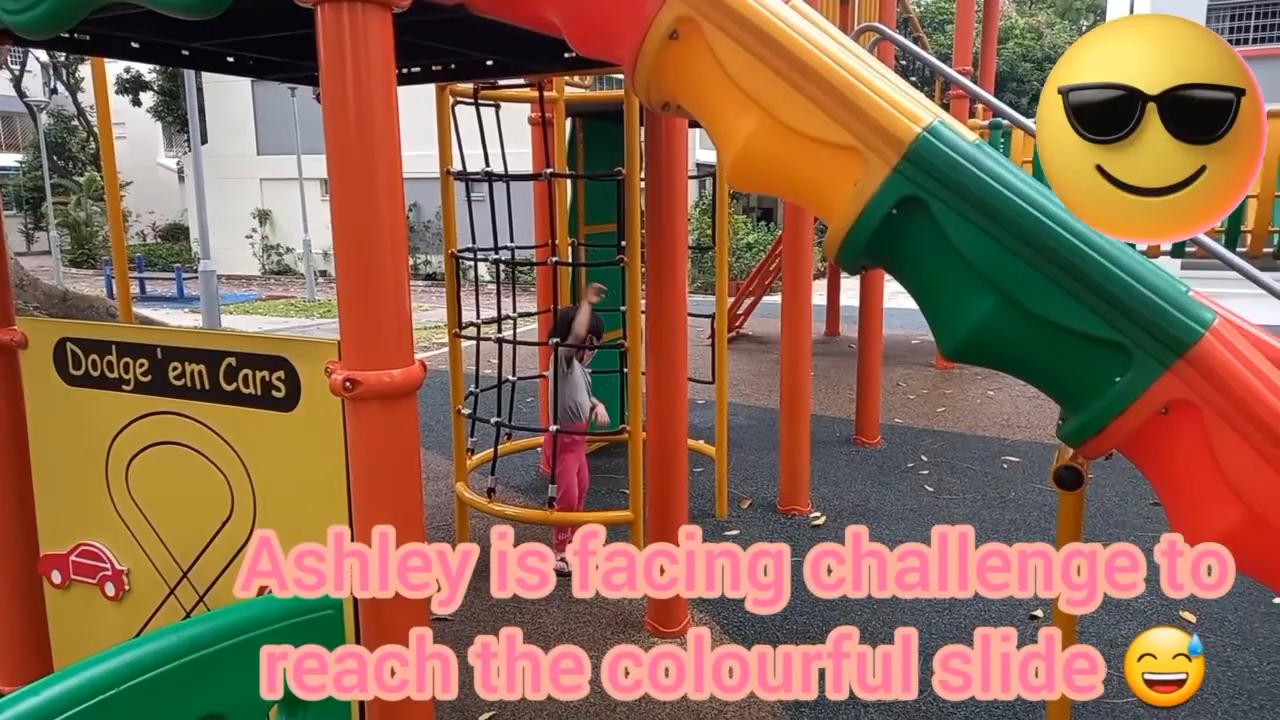 Dodge 'em Cars
Ashley is facing challenge to
reach the colourful slide 😅